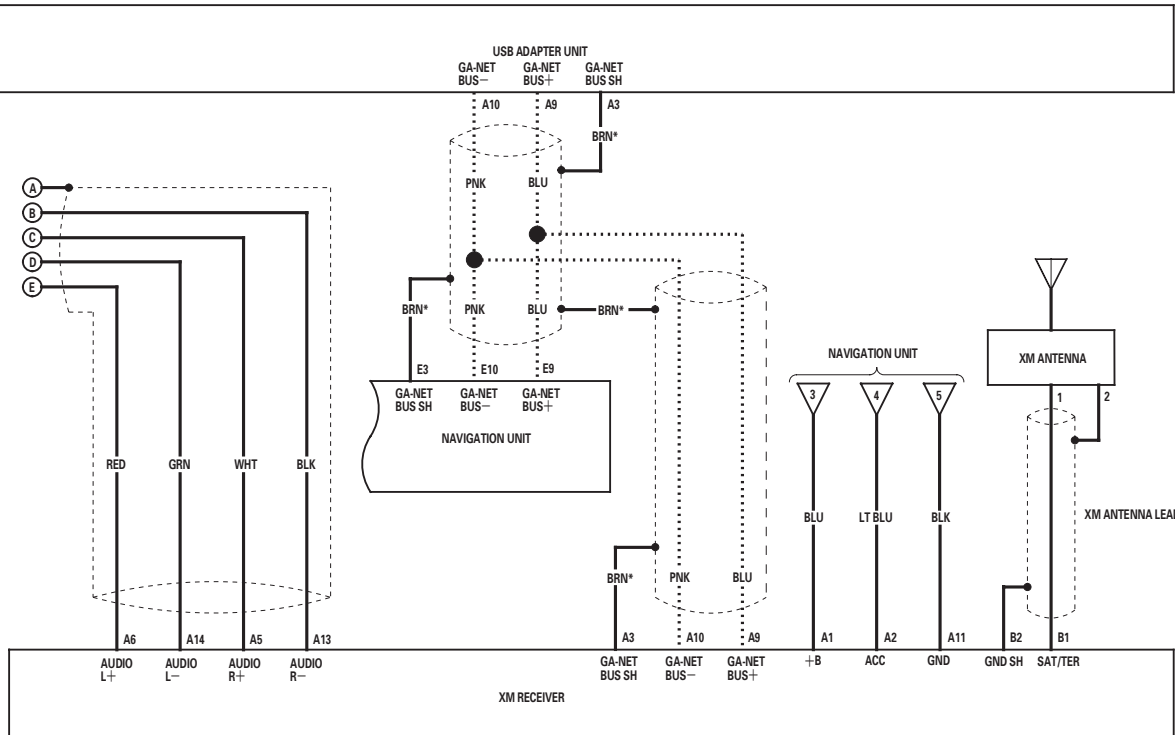 USB ADAPTER UNIT
GA-NET BUS−
GA-NET BUS+
GA-NET BUS SH
A10
A9
A3
BRN*
PNK
BLU
A
B
C
D
E
BRN*
PNK
BLU
BRN*
E3
E10
E9
GA-NET BUS SH
GA-NET BUS−
GA-NET BUS+
NAVIGATION UNIT
NAVIGATION UNIT
3
4
5
XM ANTENNA
1
2
RED
GRN
WHT
BLK
BLU
LT BLU
BLK
XM ANTENNA LEA
BRN*
PNK
BLU
A6
A14
A5
A13
A3
A10
A9
A1
A2
A11
B2
B1
AUDIO L+
AUDIO L−
AUDIO R+
AUDIO R−
GA-NET BUS SH
GA-NET BUS−
GA-NET BUS+
+B
ACC
GND
GND SH
SAT/TER
XM RECEIVER